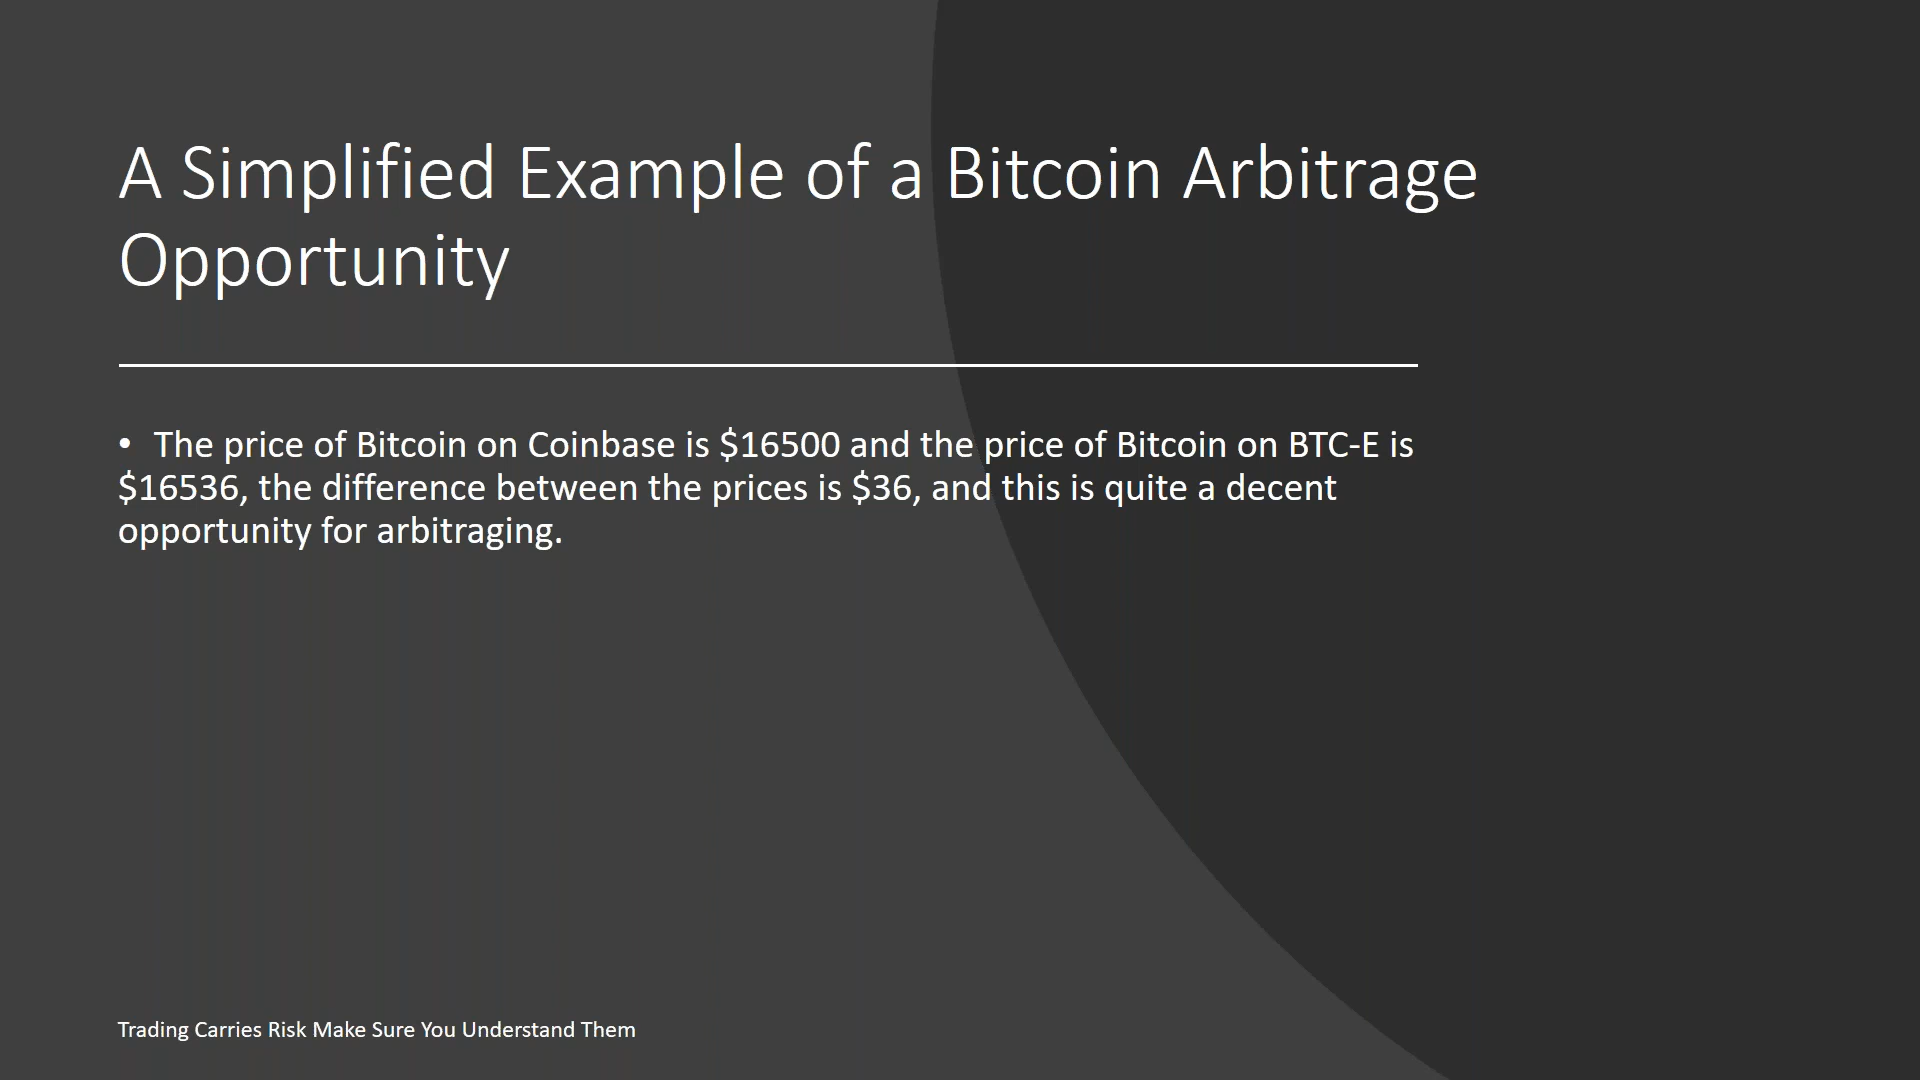 A Simplified Example of a Bitcoin Arbitrage
Opportunity
• The price of Bitcoin on Coinbase is $16500 and the price of Bitcoin on BTC-E is
$16536, the difference between the prices is $36, and this is quite a decent
opportunity for arbitraging.
Trading Carries Risk Make Sure You Understand Them